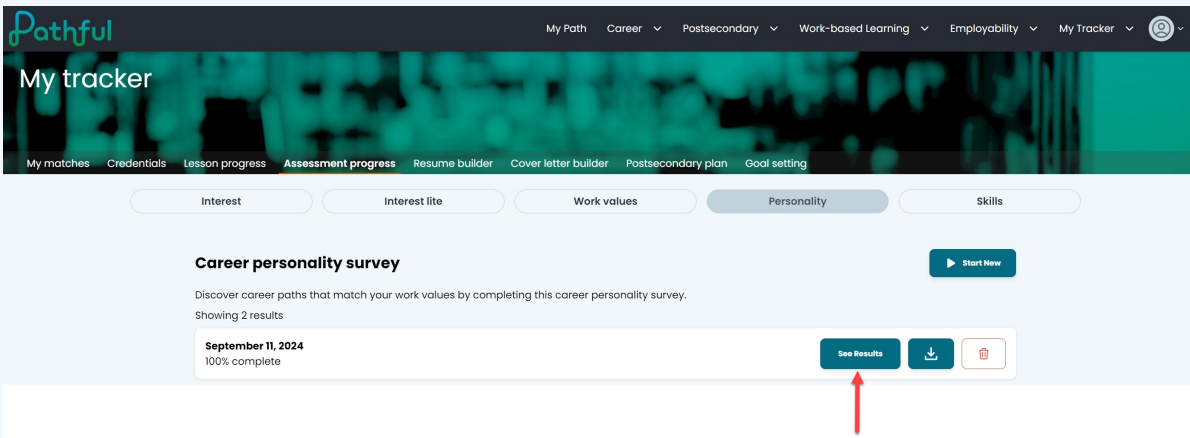 Pathful
My Path Career Postsecondary Work-based Learning Employability My Tracker
My tracker
My matches Credentials Lesson progress Assessment progress Resume builder Cover letter builder Postsecondary plan Goal setting
Interest Interest lite Work values Personality Skills
Career personality survey
Start New
Discover career paths that match your work values by completing this career personality survey.
Showing 2 results
September 11, 2024
100% complete
See Results